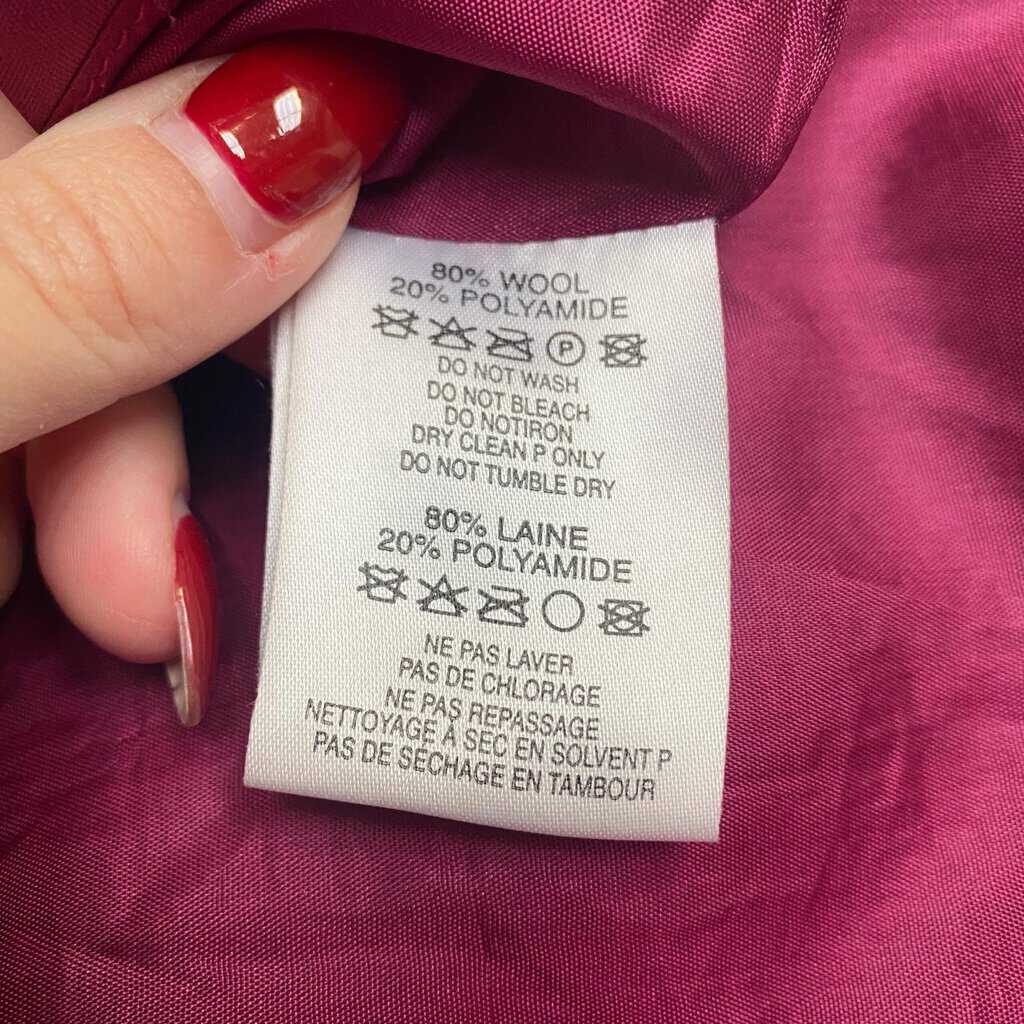 80% WOOL
20% POLYAMIDE
P
DO NOT WASH
DO NOT BLEACH
DO NOTIRON
DRY CLEAN P ONLY
DO NOT TUMBLE DRY
80% LAINE
20% POLYAMIDE
NE PAS LAVER
PAS DE CHLORAGE
NE PAS REPASSAGE
NETTOYAGE À SEC EN SOLVENT P
PAS DE SECHAGE EN TAMBOUR